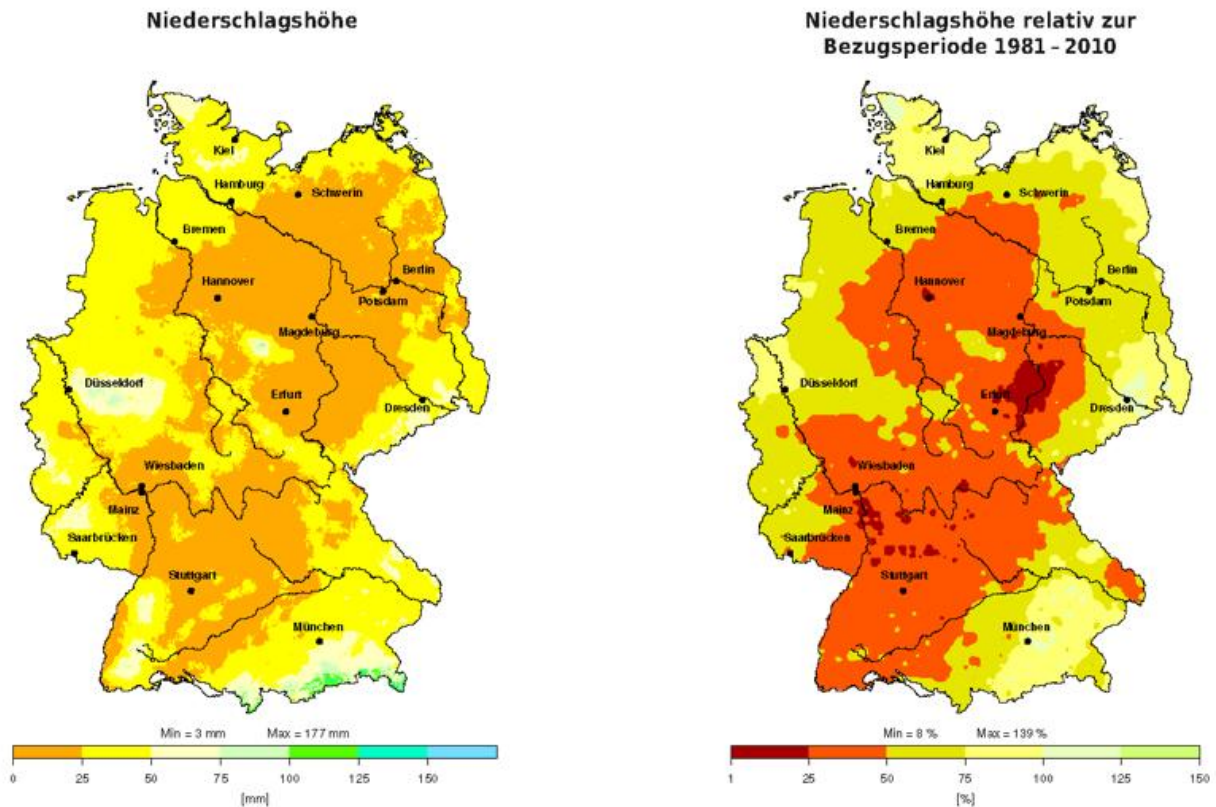 Niederschlagshöhe
Kiel
Hamburg
Schwerin
Bremen
Berlin
Hannover
Potsdam
Magdeburg
Düsseldorf
Erfurt
Dresden
Wiesbaden
Mainz
Saarbrücken
Stuttgart
München
Min = 3 mm Max = 177 mm
0 25 50 75 100 125 150
[mm]
Niederschlagshöhe relativ zur
Bezugsperiode 1981 – 2010
Kiel
Hamburg
Schwerin
Bremen
Berlin
Hannover
Potsdam
Magdeburg
Düsseldorf
Erfurt
Dresden
Wiesbaden
Mainz
Saarbrücken
Stuttgart
München
Min = 8 % Max = 139 %
1 25 50 75 100 125 150
[%]